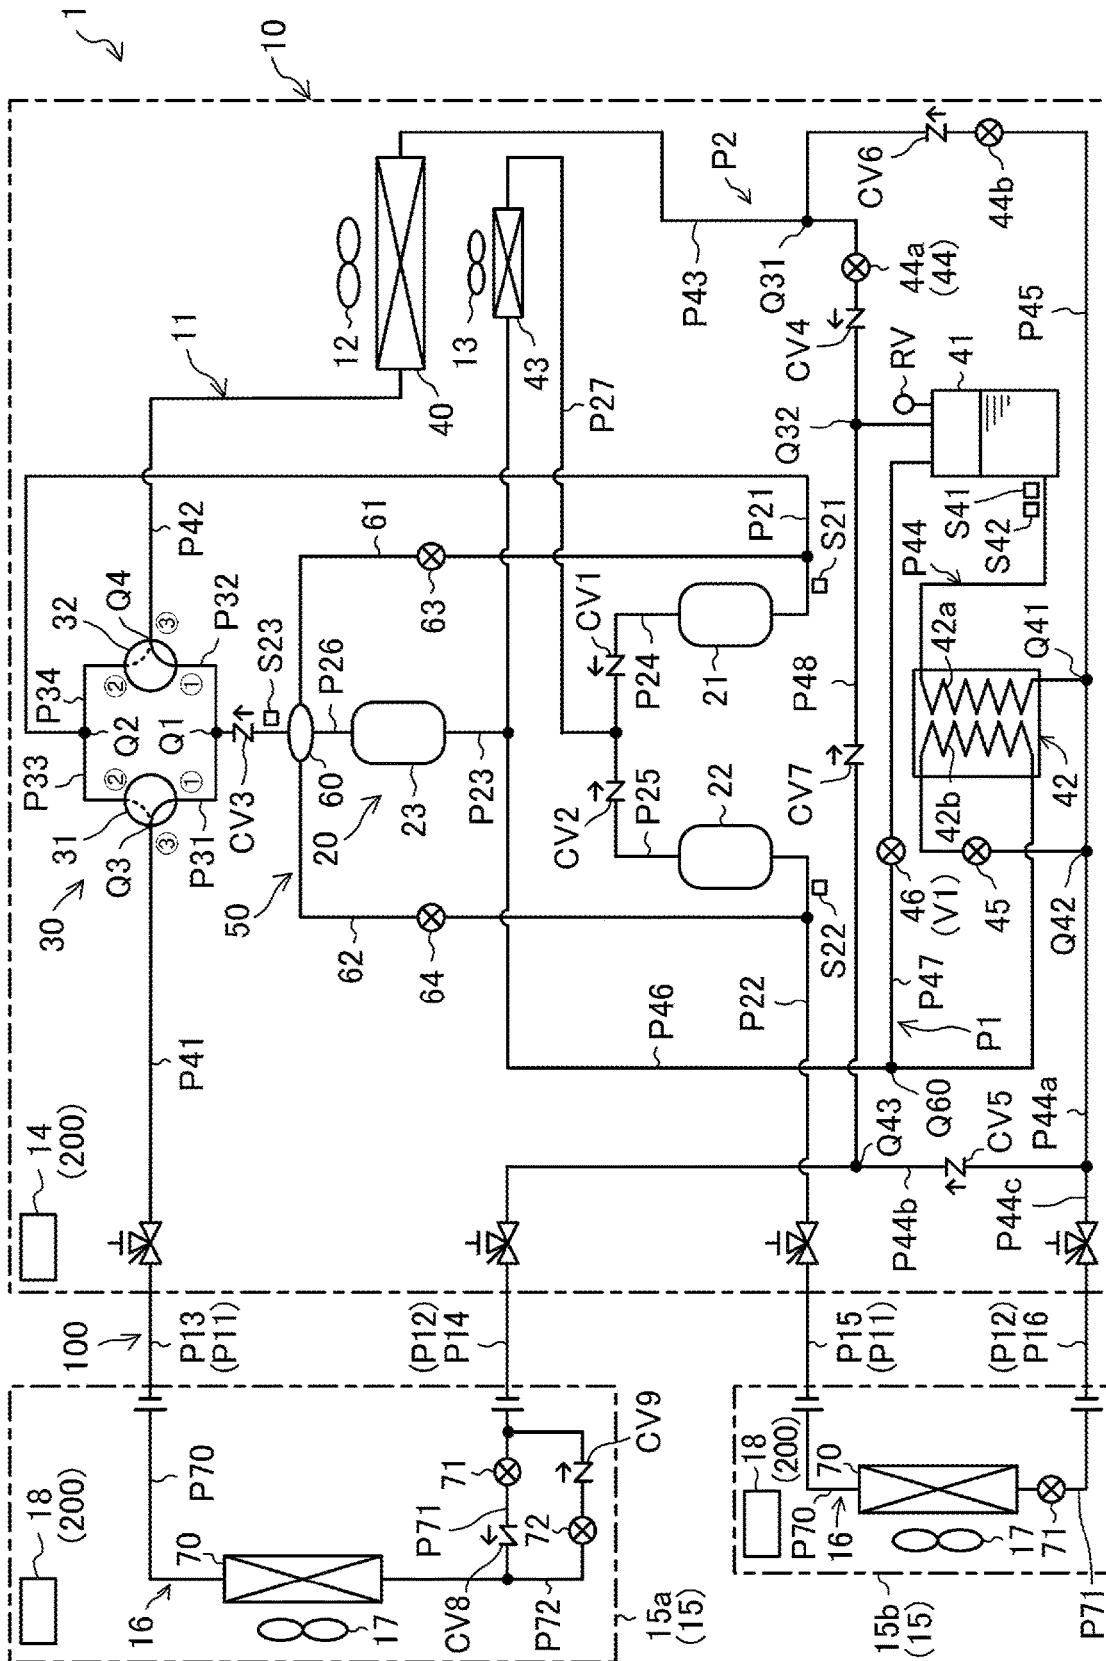 1
10
12
40
13
43
11
P27
P43
P2
Q31
CV6
44b
44a
(44)
CV4
P45
Q32
RV
41
S41
S42
P44
P42
Q4
③
32
②
P34
P32
①
Q2
Q1
P33
②
①
31
③
Q3
P31
30
CV3
S23
P26
60
23
20
P23
50
61
63
62
64
P21
S21
CV1
P24
21
CV2
P25
22
S22
P22
P48
CV7
42a
42b
42
Q41
Q42
46
(V1)
45
P47
P1
P46
Q60
Q43
CV5
P44a
P44b
P44c
P41
14
(200)
100
P13
(P11)
(P12)
P14
P15
(P11)
(P12)
P16
18
(200)
P70
70
16
17
P71
71
72
CV8
CV9
P72
15a
(15)
18
(200)
70
P70
16
17
71
P71
15b
(15)